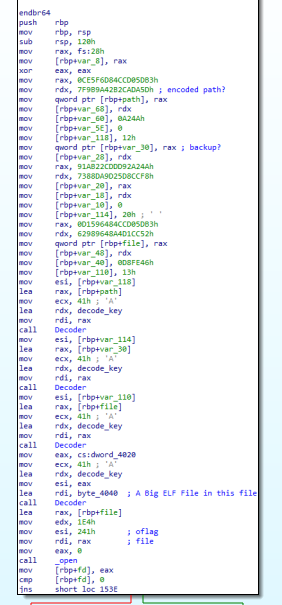 endbr64
push rbp
mov rbp, rsp
sub rsp, 120h
mov rax, fs:28h
mov [rbp+var_8], rax
xor eax, eax
mov rax, 0CE5F6D84CCD05DB3h
mov rdx, 7F9B9A42B2CADA5Dh ; encoded path?
mov qword ptr [rbp+path], rax
mov [rbp+var_68], rdx
mov [rbp+var_60], 0A24Ah
mov [rbp+var_5E], 0
mov [rbp+var_118], 12h
mov qword ptr [rbp+var_30], rax ; backup?
mov [rbp+var_28], rdx
mov rax, 91AB22CDDD92A24Ah
mov rdx, 7388DA9D25D8CCF8h
mov [rbp+var_20], rax
mov [rbp+var_18], rdx
mov [rbp+var_10], 0
mov [rbp+var_114], 20h ; ' '
mov rax, 0D1596484CCD05DB3h
mov rdx, 62989648A4D1CC52h
mov qword ptr [rbp+file], rax
mov [rbp+var_48], rdx
mov [rbp+var_40], 0D8FE46h
mov [rbp+var_110], 13h
mov esi, [rbp+var_118]
lea rax, [rbp+path]
mov ecx, 41h ; 'A'
lea rdx, decode_key
mov rdi, rax
call Decoder
mov esi, [rbp+var_114]
lea rax, [rbp+var_30]
mov ecx, 41h ; 'A'
lea rdx, decode_key
mov rdi, rax
call Decoder
mov esi, [rbp+var_110]
lea rax, [rbp+file]
mov ecx, 41h ; 'A'
lea rdx, decode_key
mov rdi, rax
call Decoder
mov eax, cs:dword_4020
mov ecx, 41h ; 'A'
lea rdx, decode_key
mov esi, eax
lea rdi, byte_4040 ; A Big ELF File in this file
call Decoder
lea rax, [rbp+file]
mov edx, 1E4h
mov esi, 241h ; oflag
mov rdi, rax ; file
mov eax, 0
call _open
mov [rbp+fd], eax
cmp [rbp+fd], 0
jns short loc_153E